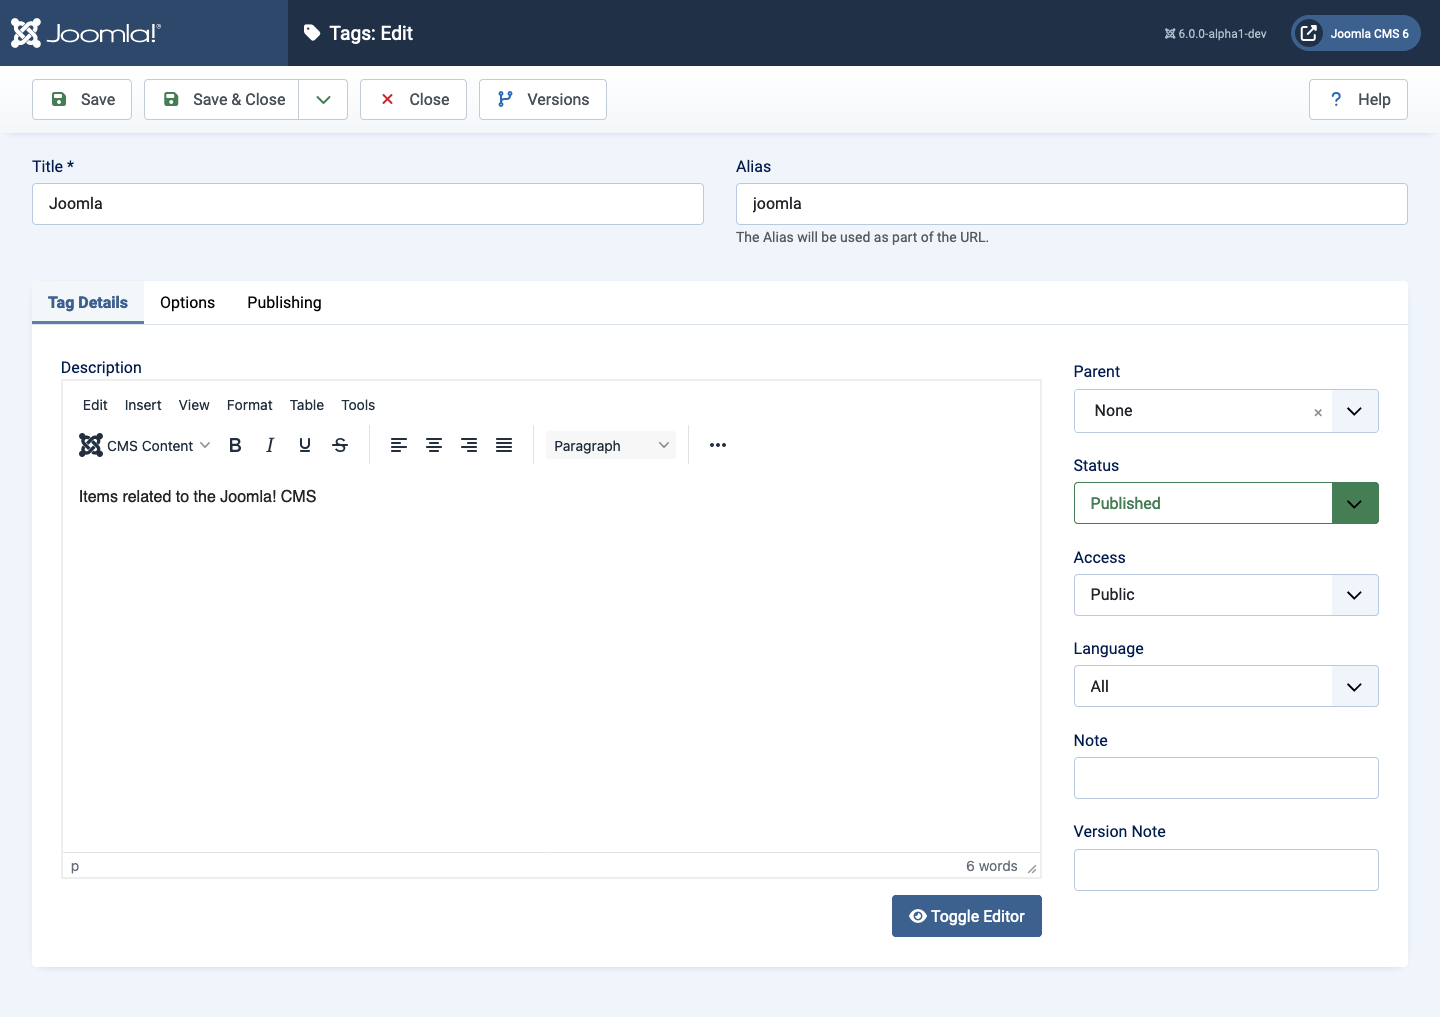 Joomla!®
Tags: Edit
6.0.0-alpha1-dev
Joomla CMS 6
Save
Save & Close
Close
Versions
? Help
Title *
Joomla
Alias
joomla
The Alias will be used as part of the URL.
Tag Details
Options
Publishing
Description
Edit Insert View Format Table Tools
CMS Content B I U S Paragraph
Items related to the Joomla! CMS
p
6 words
Toggle Editor
Parent
None ×
Status
Published
Access
Public
Language
All
Note
Version Note